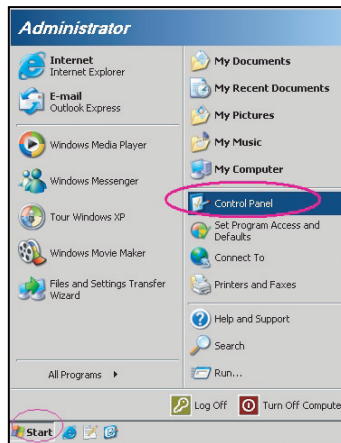 Administrator
Internet
Internet Explorer
E-mail
Outlook Express
Windows Media Player
Windows Messenger
Tour Windows XP
Windows Movie Maker
Files and Settings Transfer
Wizard
All Programs
My Documents
My Recent Documents
My Pictures
My Music
My Computer
Control Panel
Set Program Access and
Defaults
Connect To
Printers and Faxes
Help and Support
Search
Run...
Log Off
Turn Off Compute
Start